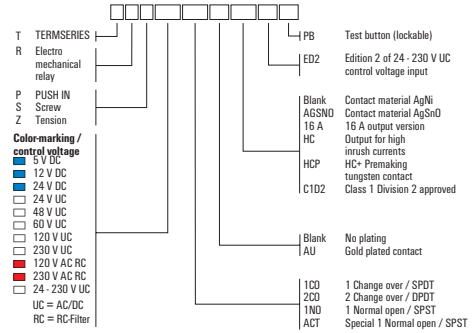 T TERMSERIES
R Electro
mechanical
relay
P PUSH IN
S Screw
Z Tension
Color-marking /
control voltage
5 V DC
12 V DC
24 V DC
24 V UC
48 V UC
60 V UC
120 V UC
230 V UC
120 V AC RC
230 V AC RC
24 - 230 V UC
UC = AC/DC
RC = RC-Filter
PB Test button (lockable)
ED2 Edition 2 of 24 - 230 V UC
control voltage input
Blank Contact material AgNi
AGSNO Contact material AgSnO
16 A 16 A output version
HC Output for high
inrush currents
HCP HC+ Premaking
tungsten contact
C1D2 Class 1 Division 2 approved
Blank No plating
AU Gold plated contact
1CO 1 Change over / SPDT
2CO 2 Change over / DPDT
1NO 1 Normal open / SPST
ACT Special 1 Normal open / SPST